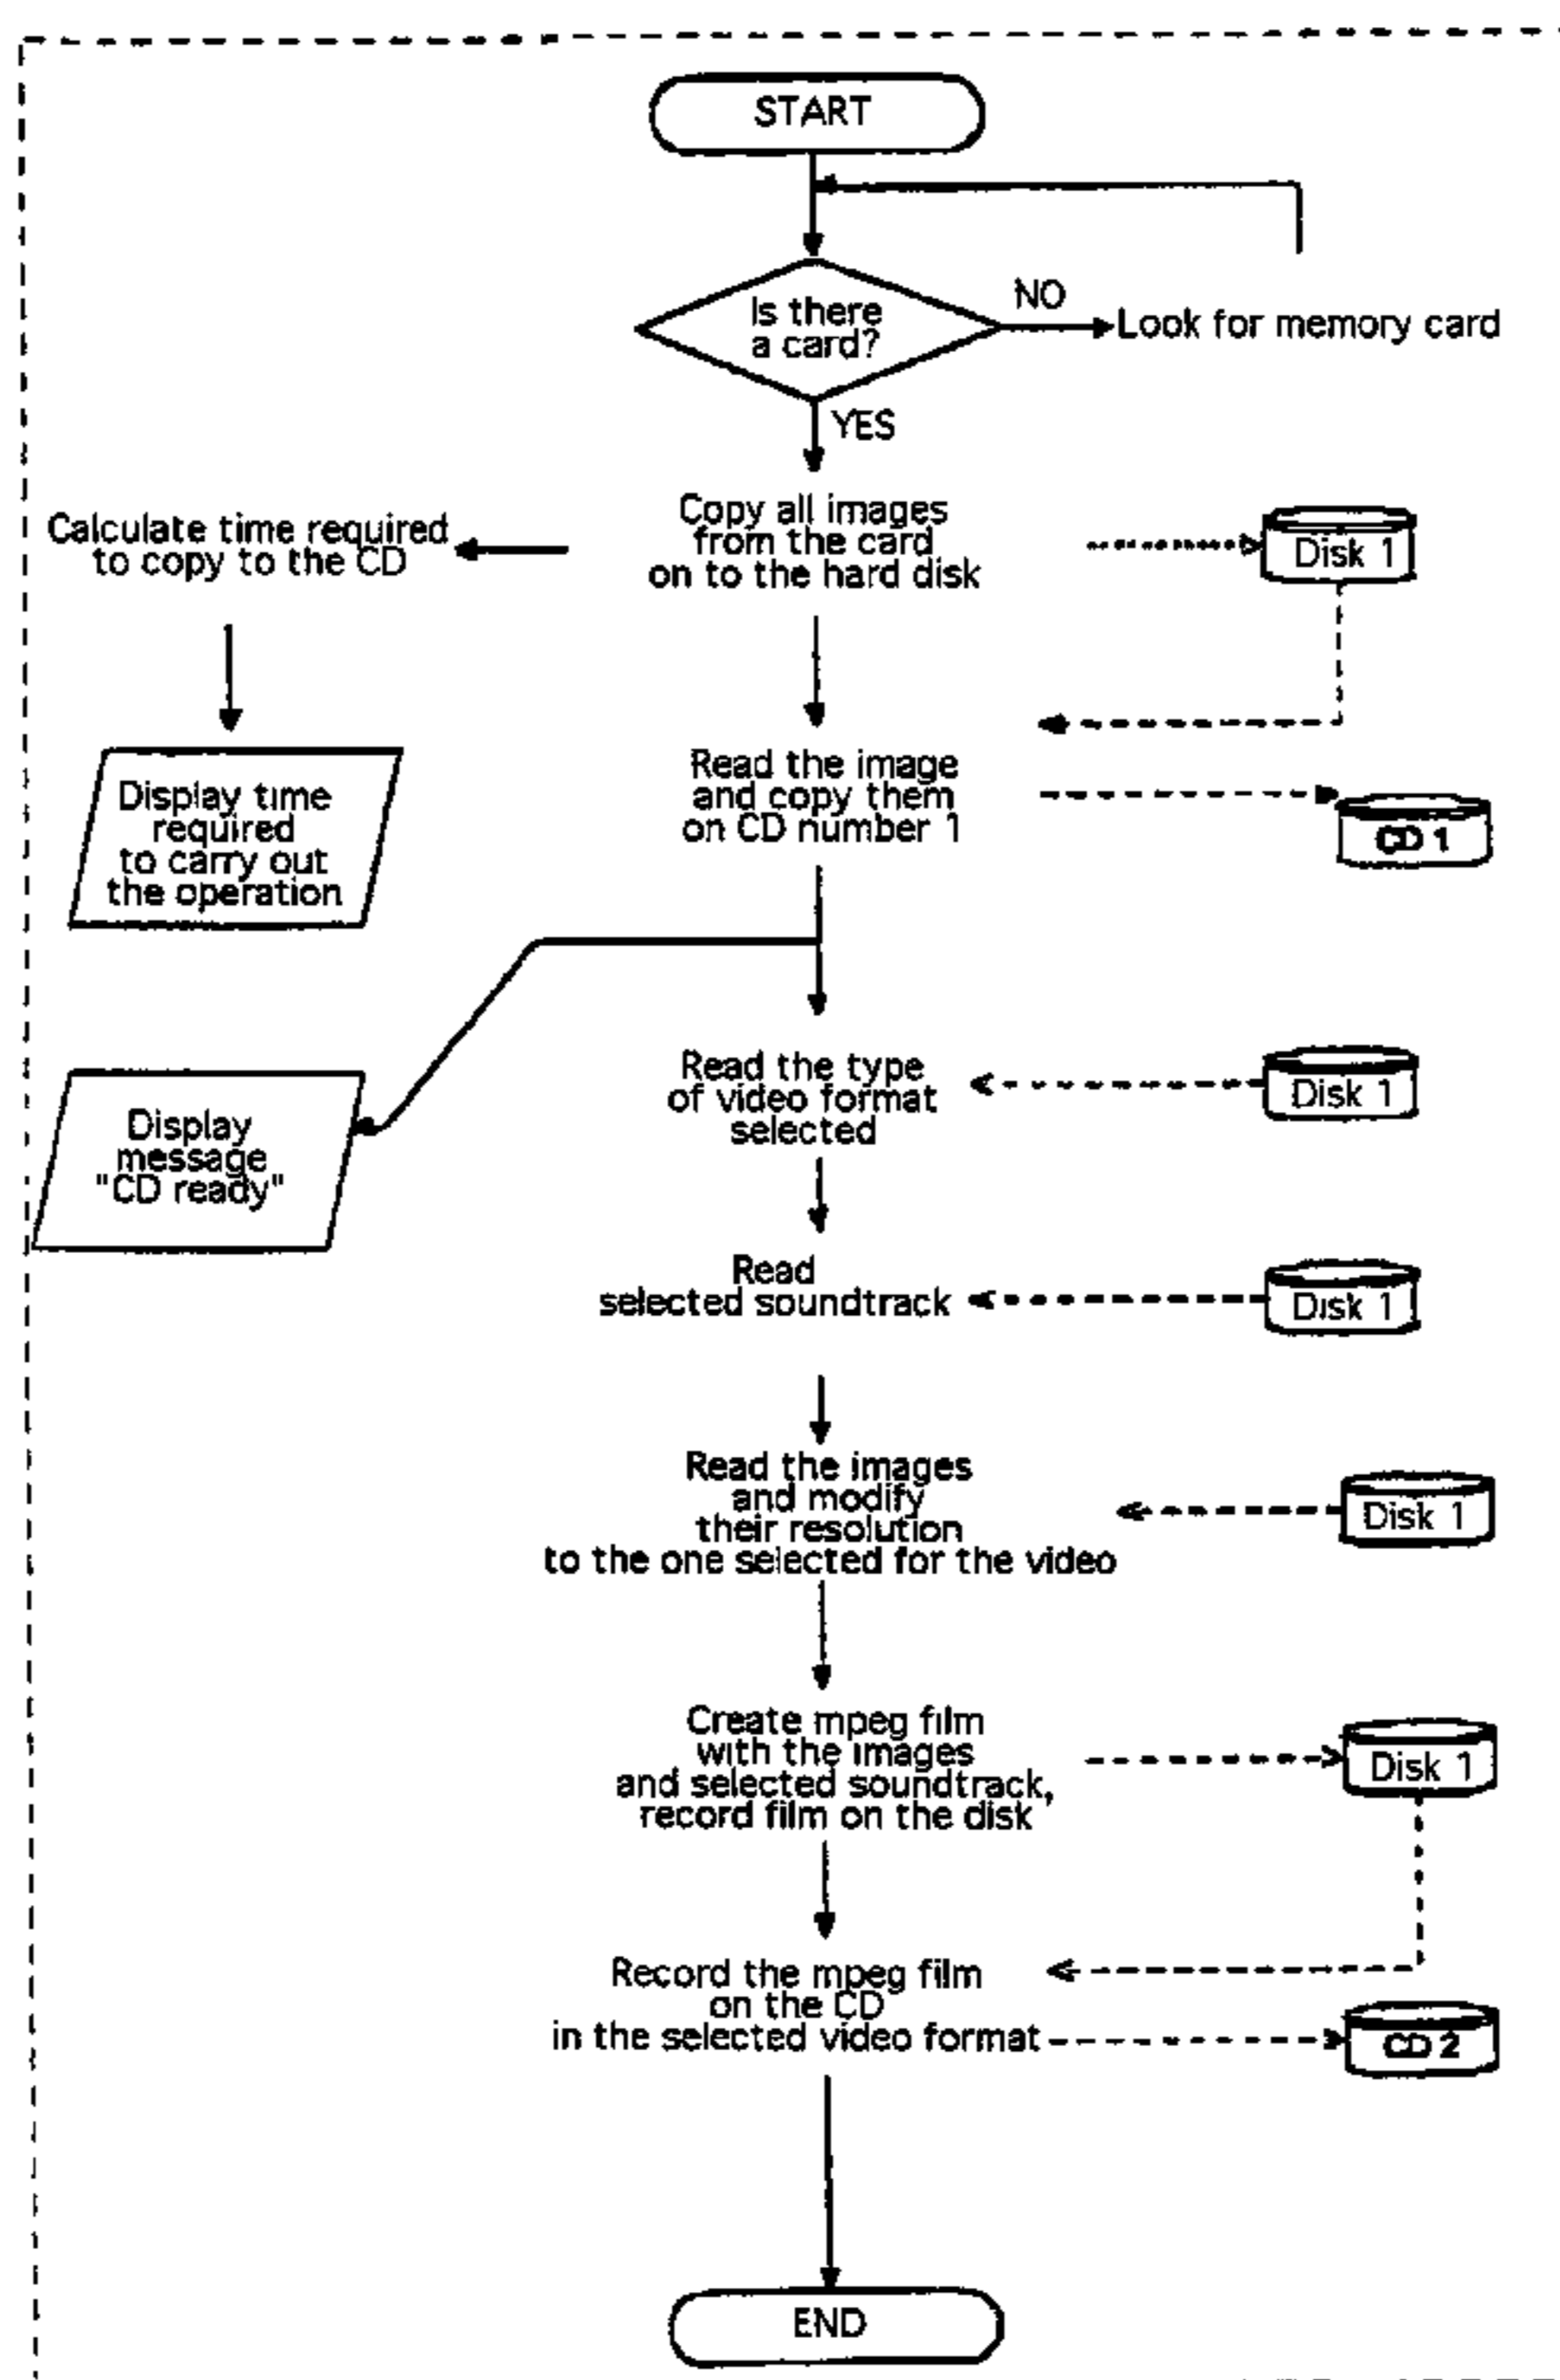 START
Is there
a card?
NO
Look for memory card
YES
Calculate time required
to copy to the CD
Copy all images
from the card
on to the hard disk
Disk 1
Display time
required
to carry out
the operation
Read the image
and copy them
on CD number 1
CD 1
Display
message
"CD ready"
Read the type
of video format
selected
Disk 1
Read
selected soundtrack
Disk 1
Read the images
and modify
their resolution
to the one selected for the video
Disk 1
Create mpeg film
with the images
and selected soundtrack,
record film on the disk
Disk 1
Record the mpeg film
on the CD
in the selected video format
CD 2
END